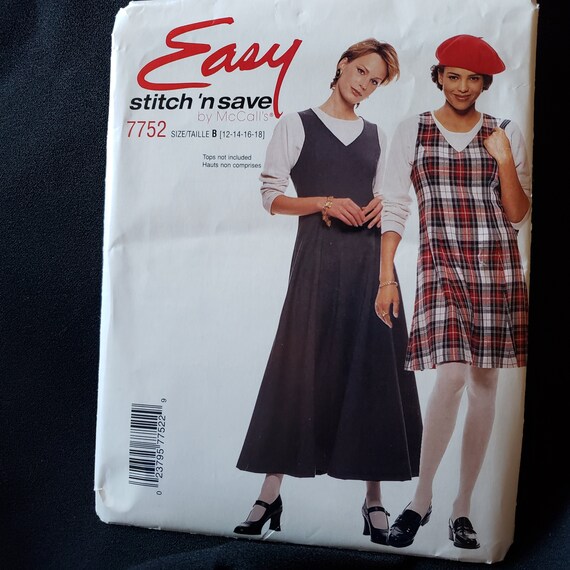 Easy
stitch 'n save
by McCall's®
7752 SIZE/TAILLE B [12-14-16-18]
Tops not included
Hauts non comprises
0 23795 77522 9